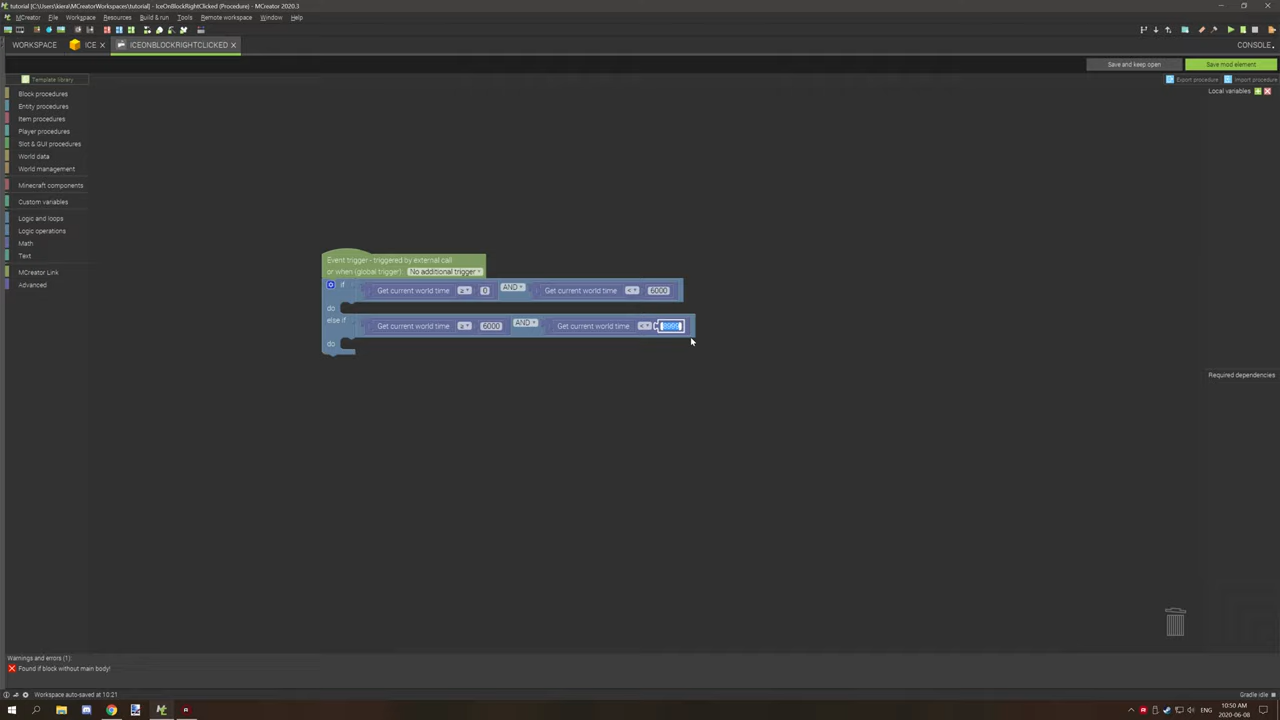 tutorial [C:\Users\kiera\MCreatorWorkspaces\tutorial] - IceOnBlockRightClicked (Procedure) - MCreator 2020.3
MCreator File Workspace Resources Build & run Tools Remote workspace Window Help
WORKSPACE ICE ICEONBLOCKRIGHTCLICKED CONSOLE
Save and keep open Save mod element
Template library Export procedure Import procedure
Local variables
Block procedures
Entity procedures
Item procedures
Player procedures
Slot & GUI procedures
World data
World management
Minecraft components
Custom variables
Logic and loops
Logic operations
Math
Text
MCreator Link
Advanced
Event trigger - triggered by external call
or when (global trigger): No additional trigger
if Get current world time ≥ 0 AND Get current world time < 6000
do
else if Get current world time ≥ 6000 AND Get current world time <
do
Required dependencies
Warnings and errors (1):
Found if block without main body!
Workspace auto-saved at 10:21 Gradle idle
ENG
10:50 AM
2020-06-08